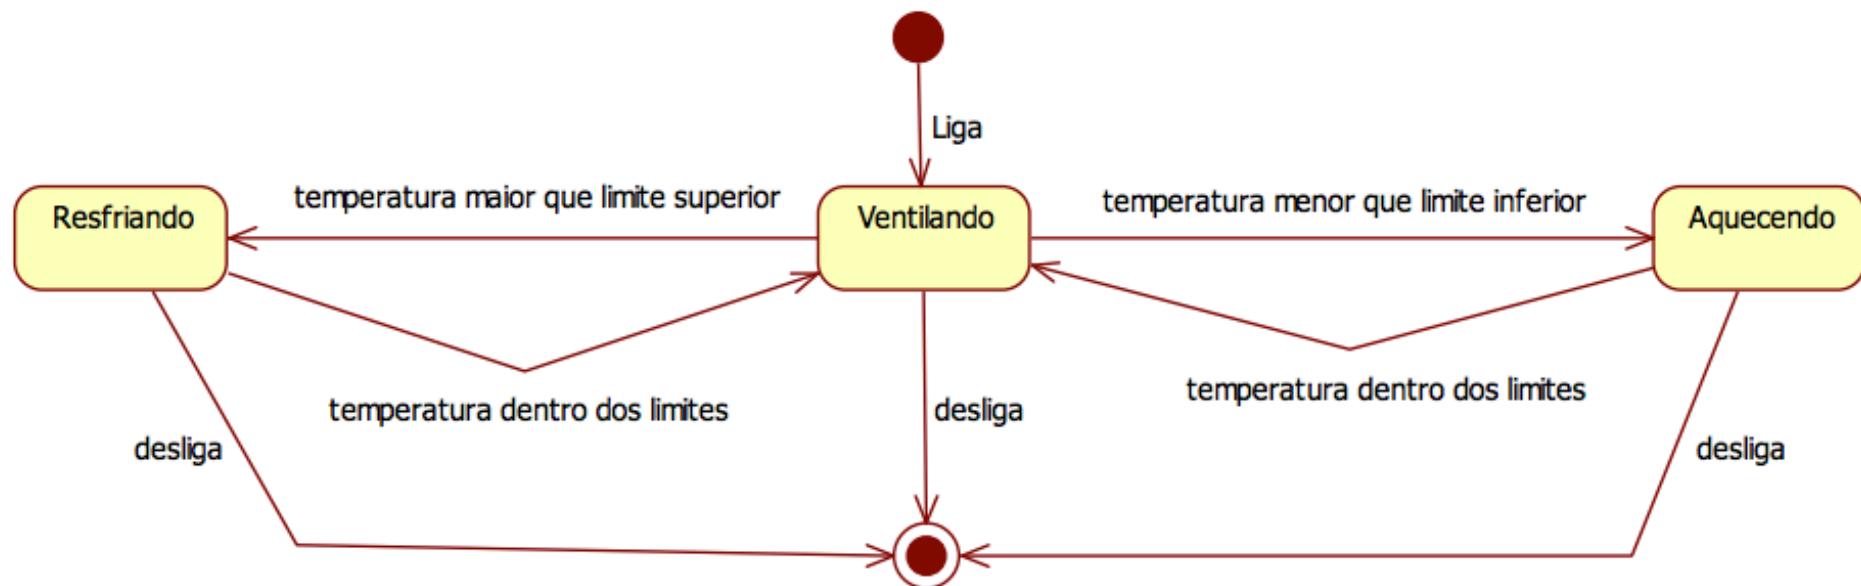 Liga
temperatura maior que limite superior
temperatura menor que limite inferior
Resfriando
Ventilando
Aquecendo
temperatura dentro dos limites
desliga
temperatura dentro dos limites
desliga
desliga